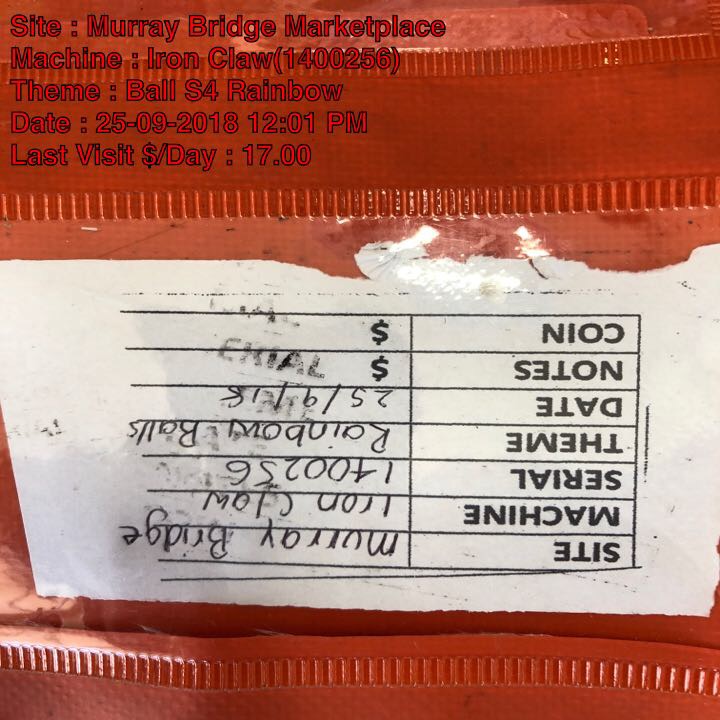 Site : Murray Bridge Marketplace
Machine : Iron Claw(1400256)
Theme : Ball S4 Rainbow
Date : 25-09-2018 12:01 PM
Last Visit $/Day : 17.00
SITE Murray Bridge
MACHINE Iron Claw
SERIAL 1400256
THEME Rainbow Balls
DATE 25/9/18
NOTES $
COIN $